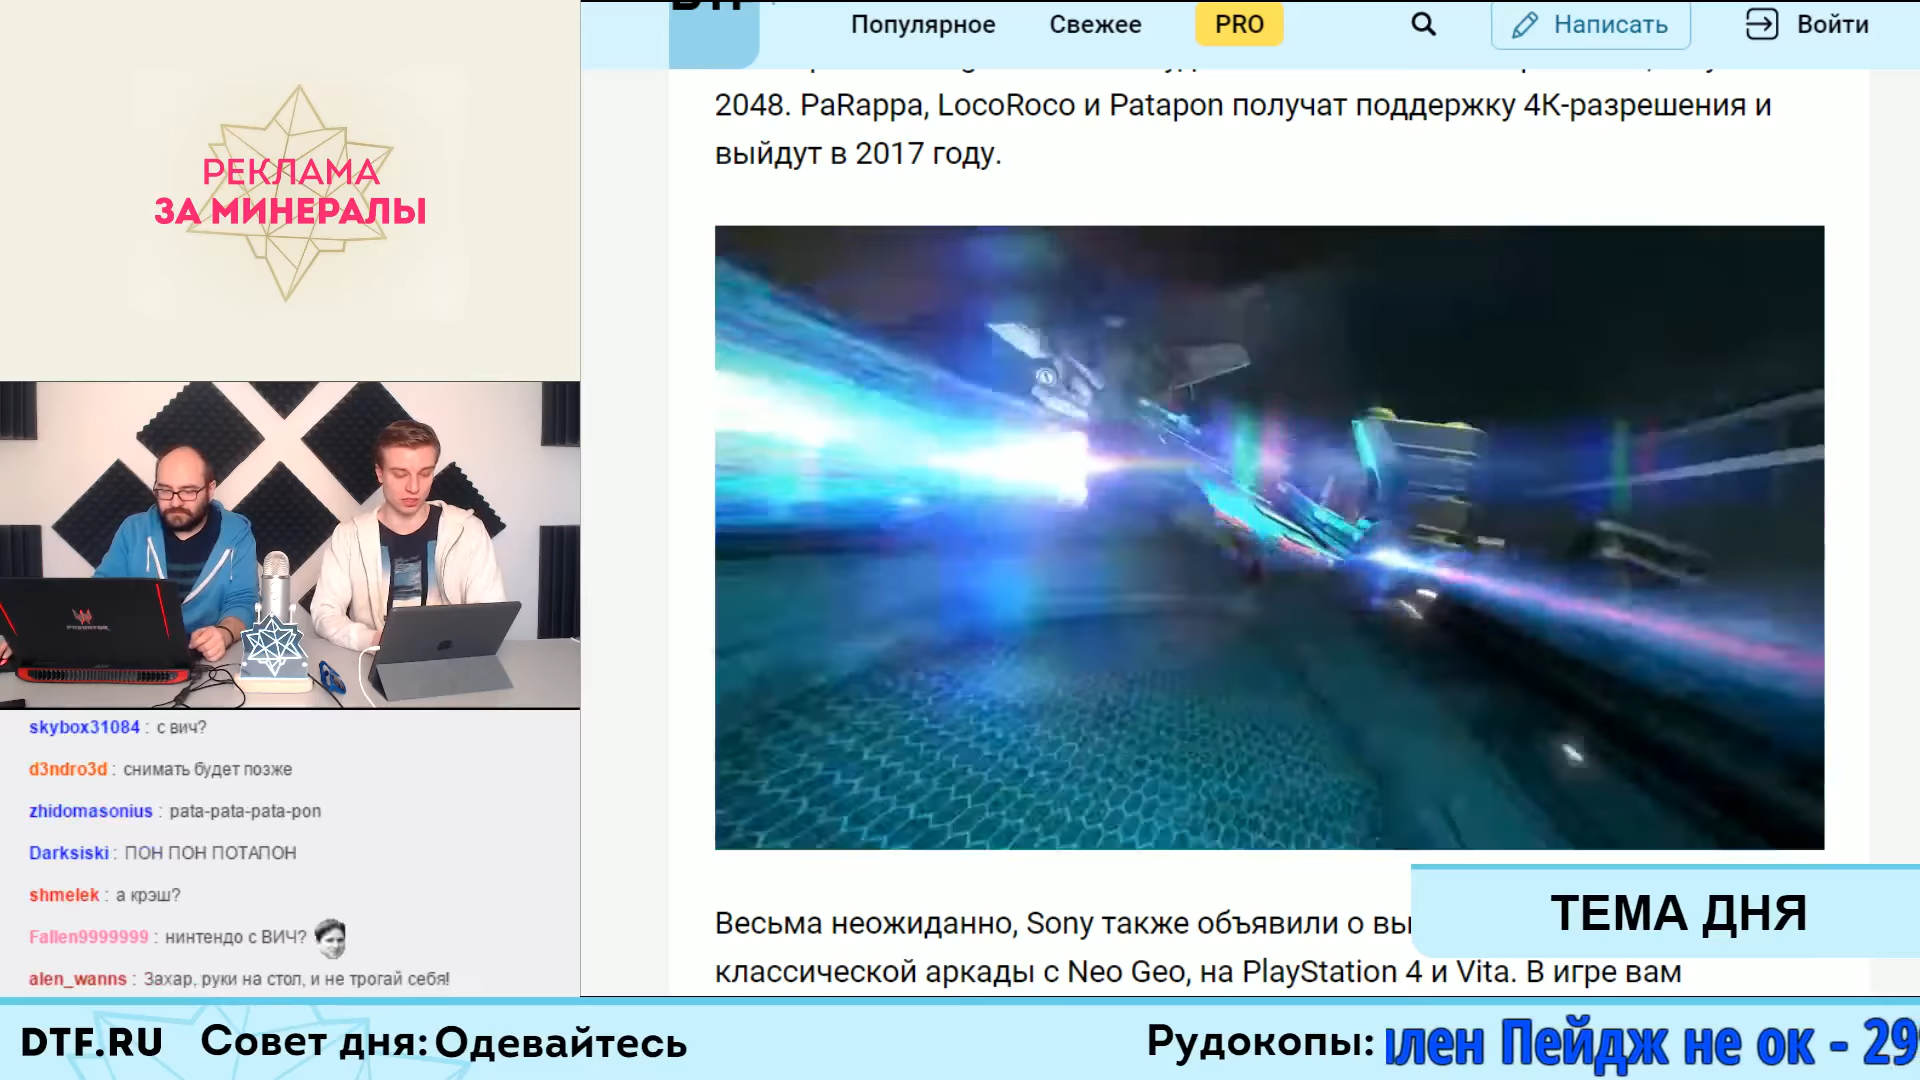 РЕКЛАМА
ЗА МИНЕРАЛЫ
PREDATOR
skybox31084 : с вич?
d3ndro3d : снимать будет позже
zhidomasonius : pata-pata-pata-pon
Darksiski : ПОН ПОН ПОТАПОН
shmelek : а крэш?
Fallen9999999 : нинтендо с ВИЧ?
alen_wanns : Захар, руки на стол, и не трогай себя!
DTF
Популярное
Свежее
PRO
Написать
Войти
2048. PaRappa, LocoRoco и Patapon получат поддержку 4K-разрешения и
выйдут в 2017 году.
Весьма неожиданно, Sony также объявили о вы
классической аркады с Neo Geo, на PlayStation 4 и Vita. В игре вам
ТЕМА ДНЯ
DTF.RU Совет дня: Одевайтесь
Рудокопы: лен Пейдж не ок - 29